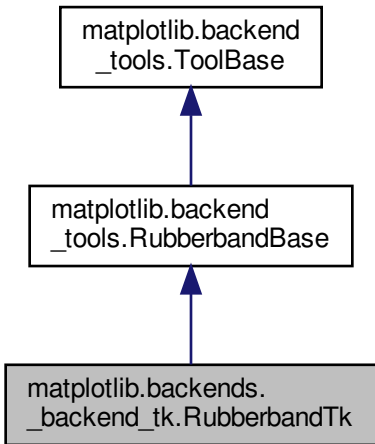 matplotlib.backend
_tools.ToolBase
matplotlib.backend
_tools.RubberbandBase
matplotlib.backends.
_backend_tk.RubberbandTk